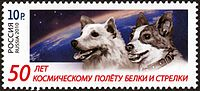 10р.
РОССИЯ
RUSSIA 2010
50 ЛЕТ
КОСМИЧЕСКОМУ ПОЛЁТУ БЕЛКИ И СТРЕЛКИ